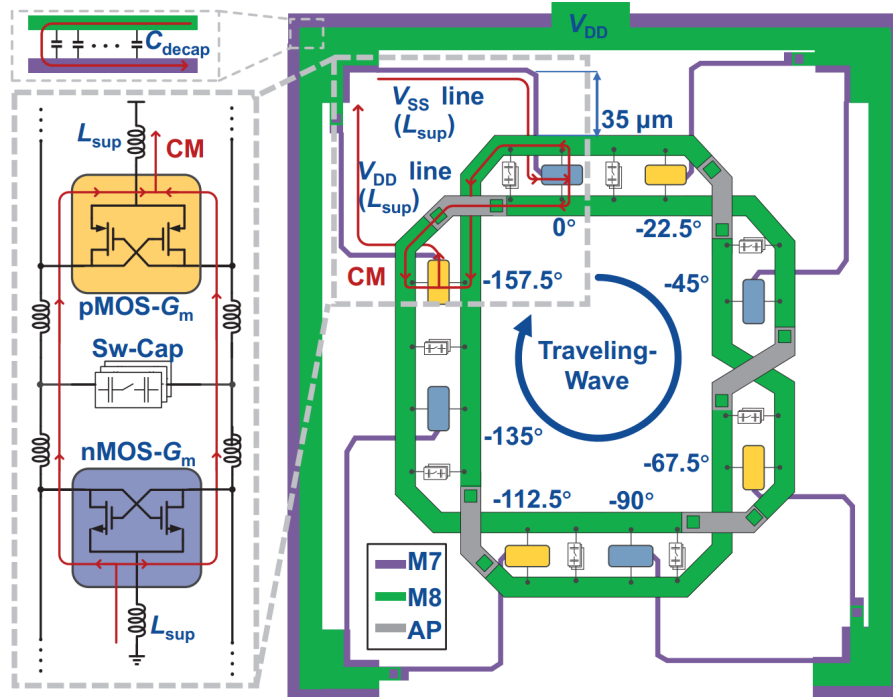 C_decap
V_DD
L_sup
CM
pMOS-G_m
Sw-Cap
nMOS-G_m
L_sup
V_SS line
(L_sup)
V_DD line
(L_sup)
CM
35 µm
0°
-22.5°
-157.5°
-45°
Traveling-
Wave
-135°
-67.5°
-112.5°
-90°
M7
M8
AP